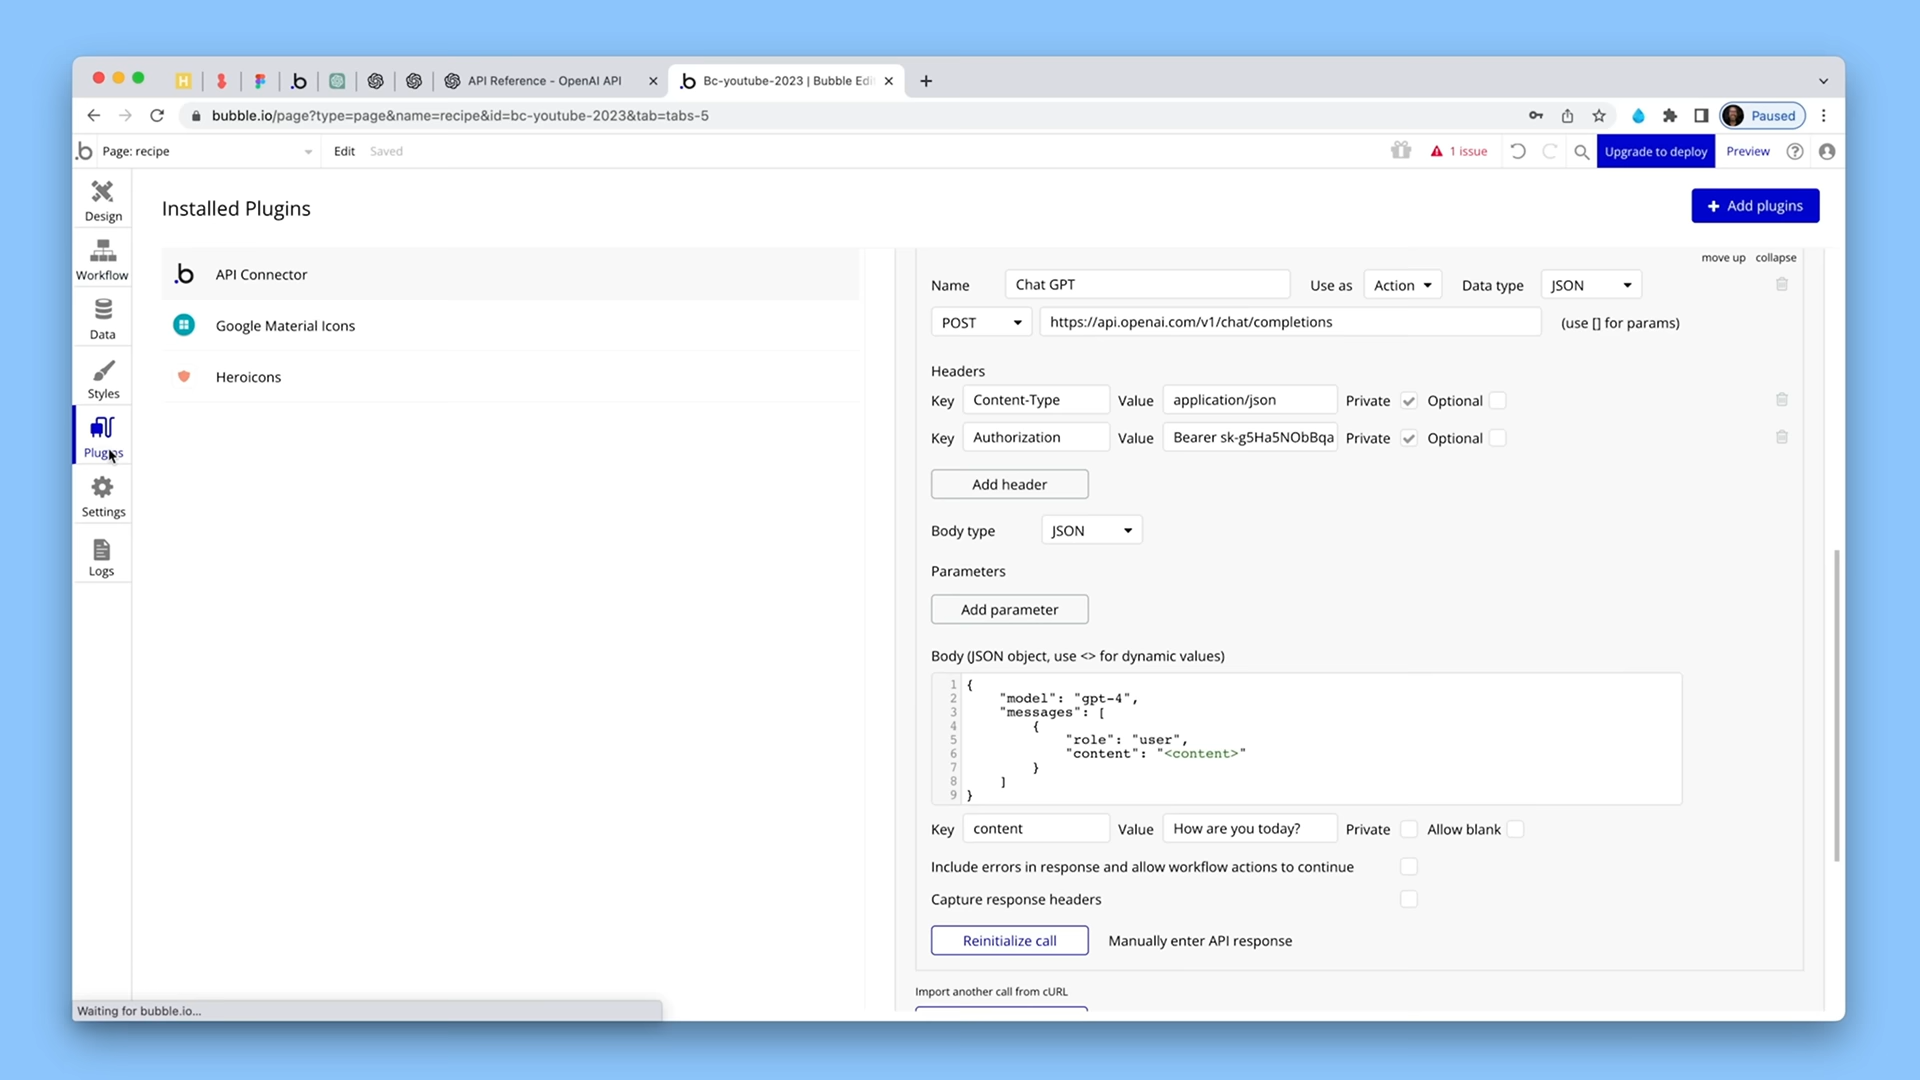 API Reference - OpenAI API
Bc-youtube-2023 | Bubble Edi
bubble.io/page?type=page&name=recipe&id=bc-youtube-2023&tab=tabs-5
Paused
Page: recipe
Edit
Saved
1 issue
Upgrade to deploy
Preview
Design
Workflow
Data
Styles
Plugins
Settings
Logs
Installed Plugins
+ Add plugins
API Connector
Google Material Icons
Heroicons
move up collapse
Name Chat GPT Use as Action Data type JSON
POST https://api.openai.com/v1/chat/completions (use [] for params)
Headers
Key Content-Type Value application/json Private Optional
Key Authorization Value Bearer sk-g5Ha5NObBqa Private Optional
Add header
Body type JSON
Parameters
Add parameter
Body (JSON object, use <> for dynamic values)
1 {
2 "model": "gpt-4",
3 "messages": [
4 {
5 "role": "user",
6 "content": "<content>"
7 }
8 ]
9 }
Key content Value How are you today? Private Allow blank
Include errors in response and allow workflow actions to continue
Capture response headers
Reinitialize call Manually enter API response
Import another call from cURL
Waiting for bubble.io...